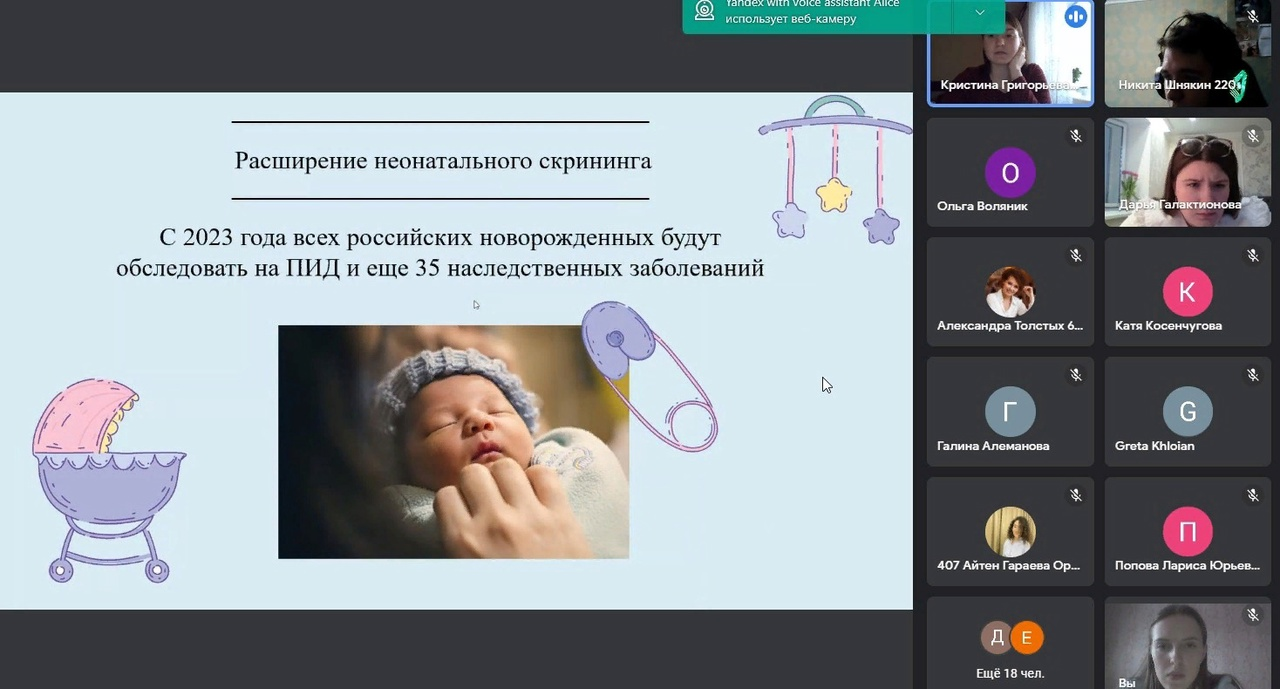 Yandex with voice assistant Alice
использует веб-камеру
Расширение неонатального скрининга
С 2023 года всех российских новорожденных будут
обследовать на ПИД и еще 35 наследственных заболеваний
Кристина Григорьева...
Никита Шнякин 220
О
Ольга Воляник
Дарья Галактионова
Александра Толстых 6...
К
Катя Косенчугова
Г
Галина Алеманова
G
Greta Khloian
407 Айтен Гараева Ор...
П
Попова Лариса Юрьев...
Д Е
Ещё 18 чел.
Вы